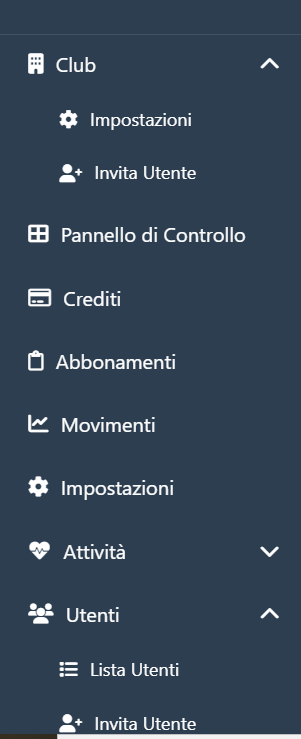 Club
Impostazioni
Invita Utente
Pannello di Controllo
Crediti
Abbonamenti
Movimenti
Impostazioni
Attività
Utenti
Lista Utenti
Invita Utente